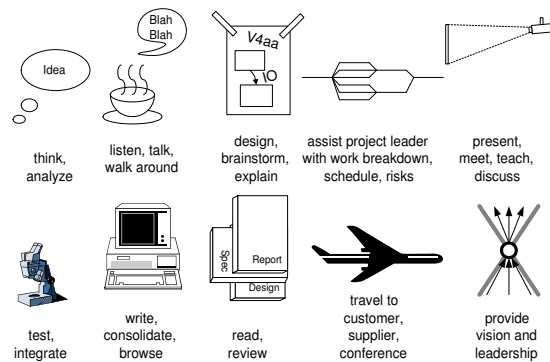 Blah
Blah
Idea
V4aa
IO
think,
analyze
listen, talk,
walk around
design,
brainstorm,
explain
assist project leader
with work breakdown,
schedule, risks
present,
meet, teach,
discuss
Spec
Report
Design
test,
integrate
write,
consolidate,
browse
read,
review
travel to
customer,
supplier,
conference
provide
vision and
leadership